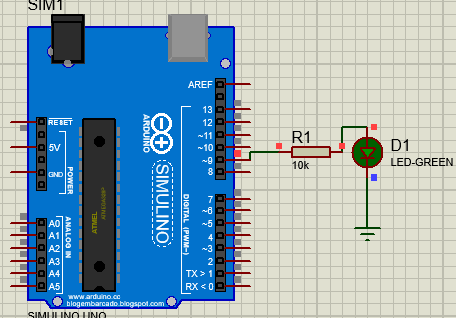 SIM1
AREF
RESET
5V
GND
POWER
A0
A1
A2
A3
A4
A5
ANALOG IN
ATMEL
ARDUINO
SIMULINO
13
12
~11
~10
~9
8
7
~6
~5
4
~3
2
TX > 1
RX < 0
DIGITAL (PWM~)
www.arduino.cc
blogembarcado.blogspot.com
SIMULINO UNO
R1
10k
D1
LED-GREEN